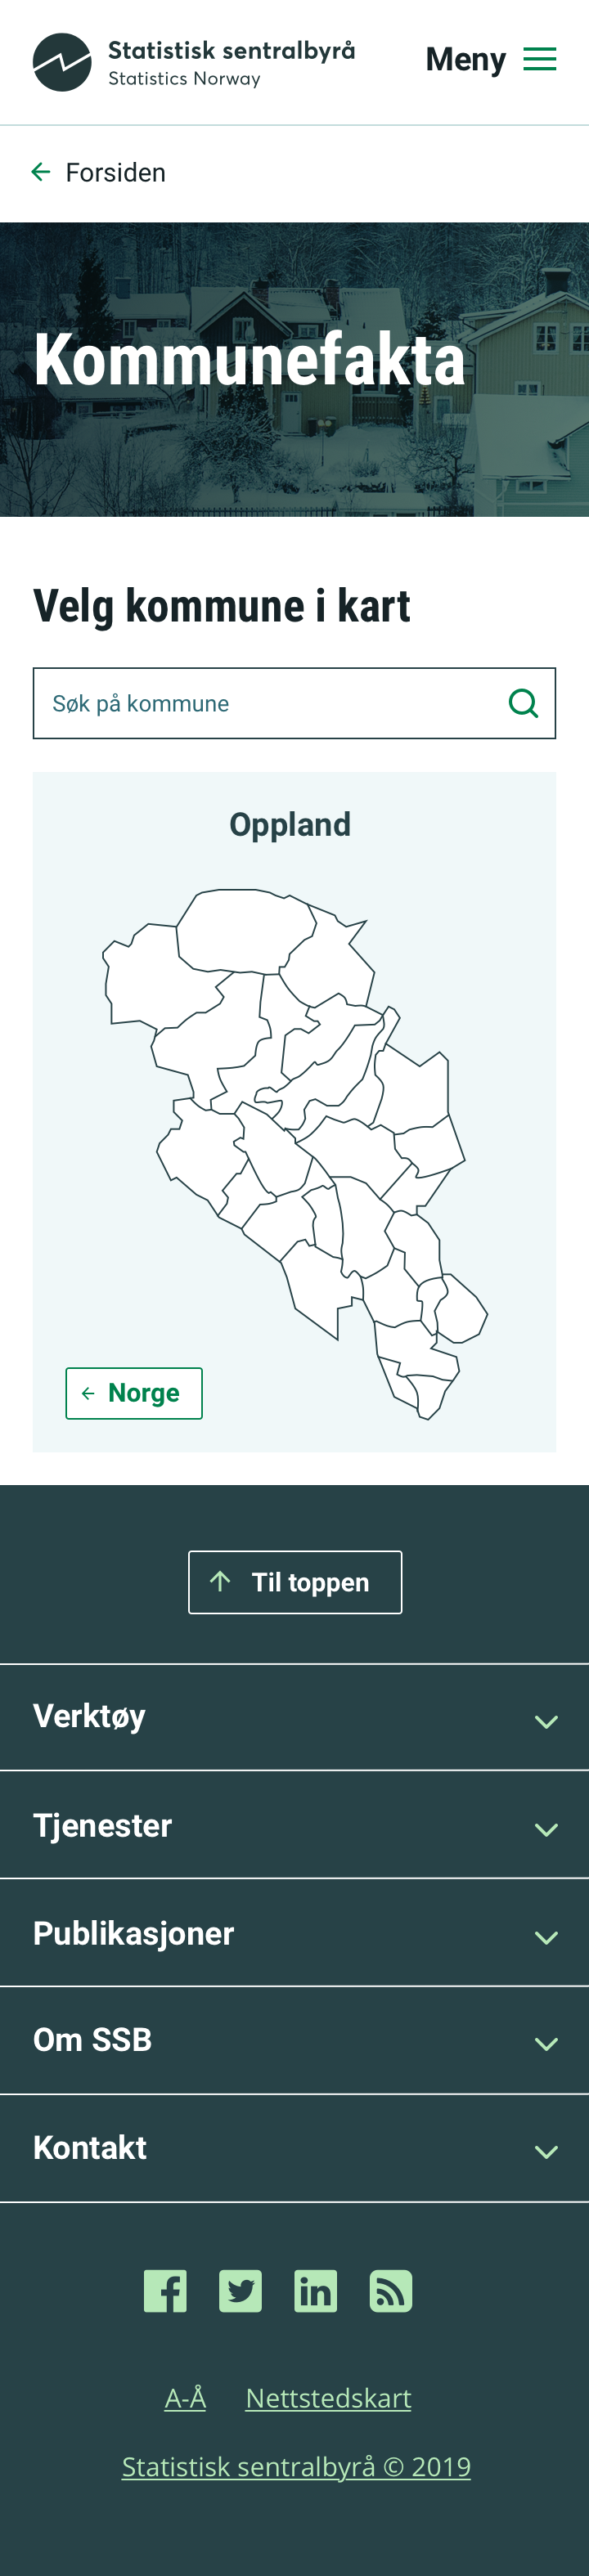 Statistisk sentralbyrå
Statistics Norway
Meny
Forsiden
Kommunefakta
Velg kommune i kart
Søk på kommune
Oppland
Norge
Til toppen
Verktøy
Tjenester
Publikasjoner
Om SSB
Kontakt
A-Å Nettstedskart
Statistisk sentralbyrå © 2019